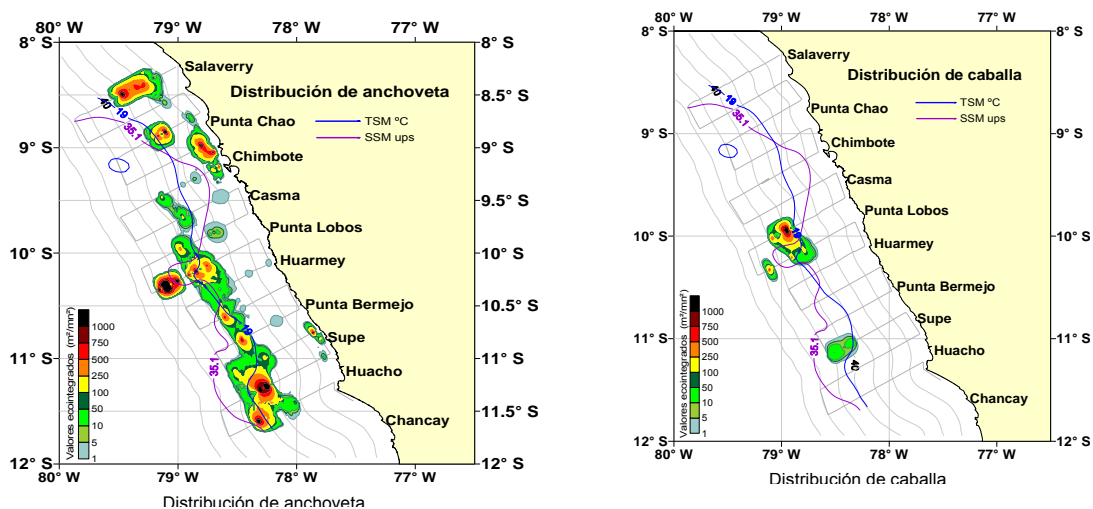 80° W 79° W 78° W 77° W
8° S 8° S
Salaverry
Distribución de anchoveta
40
19
8.5° S
TSM ºC
Punta Chao
SSM ups
35.1
9° S 9° S
Chimbote
Casma
9.5° S
Punta Lobos
10° S 10° S
19
Huarmey
Punta Bermejo
10.5° S
19
Supe
11° S 11° S
35.1
Huacho
11.5° S
Chancay
12° S 12° S
Valores ecointegrados (m²/mn²)
1000
750
500
250
100
50
10
5
1
80° W 79° W 78° W 77° W
Distribución de anchoveta
80° W 79° W 78° W 77° W
8° S 8° S
Salaverry
Distribución de caballa
40
19
TSM ºC
Punta Chao
SSM ups
35.1
9° S 9° S
Chimbote
Casma
Punta Lobos
10° S 10° S
19
Huarmey
Punta Bermejo
Supe
11° S 11° S
35.1
Huacho
40
Chancay
12° S 12° S
Valores ecointegrados (m²/mn²)
1000
750
500
250
100
50
10
5
1
80° W 79° W 78° W 77° W
Distribución de caballa